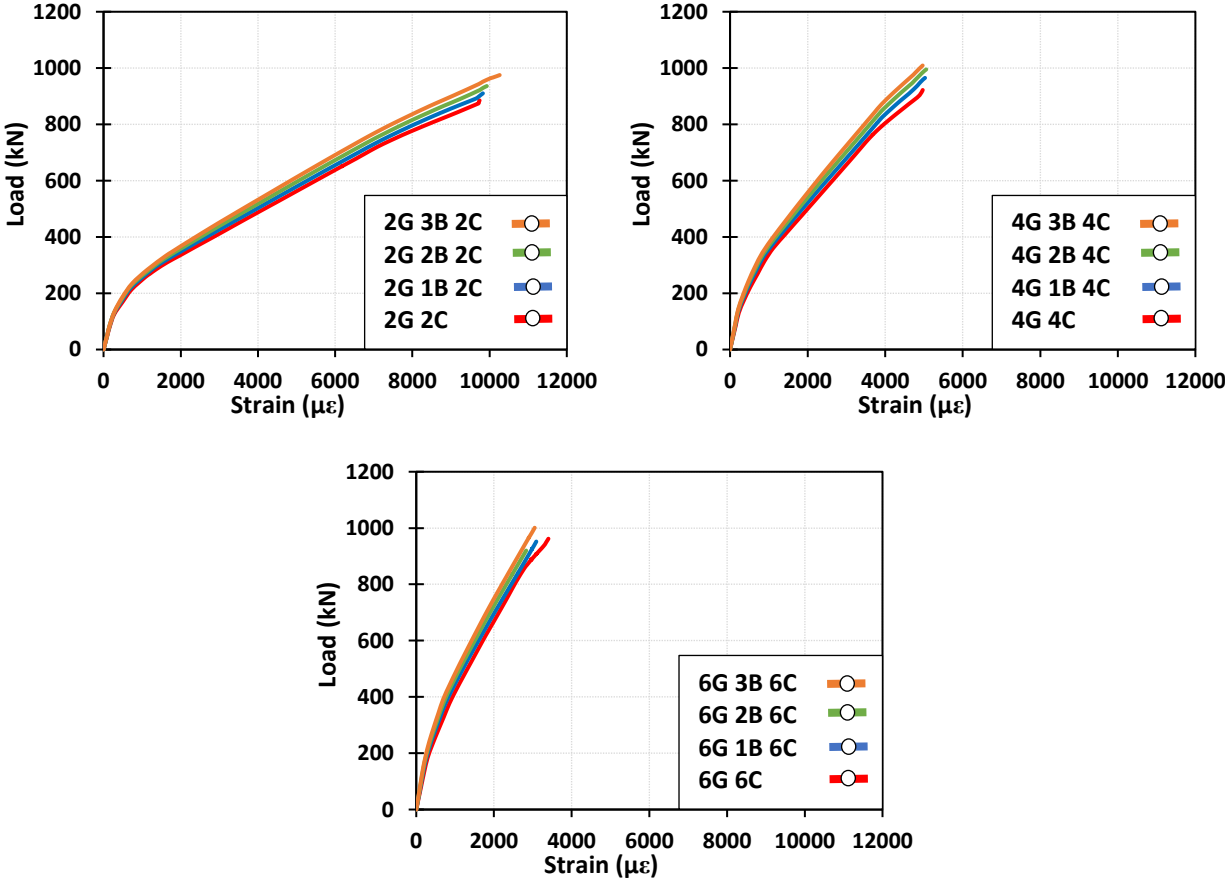 1200
1000
800
600
400
200
0
Load (kN)
0 2000 4000 6000 8000 10000 12000
Strain (με)
2G 3B 2C
2G 2B 2C
2G 1B 2C
2G 2C
1200
1000
800
600
400
200
0
Load (kN)
0 2000 4000 6000 8000 10000 12000
Strain (με)
4G 3B 4C
4G 2B 4C
4G 1B 4C
4G 4C
1200
1000
800
600
400
200
0
Load (kN)
0 2000 4000 6000 8000 10000 12000
Strain (με)
6G 3B 6C
6G 2B 6C
6G 1B 6C
6G 6C